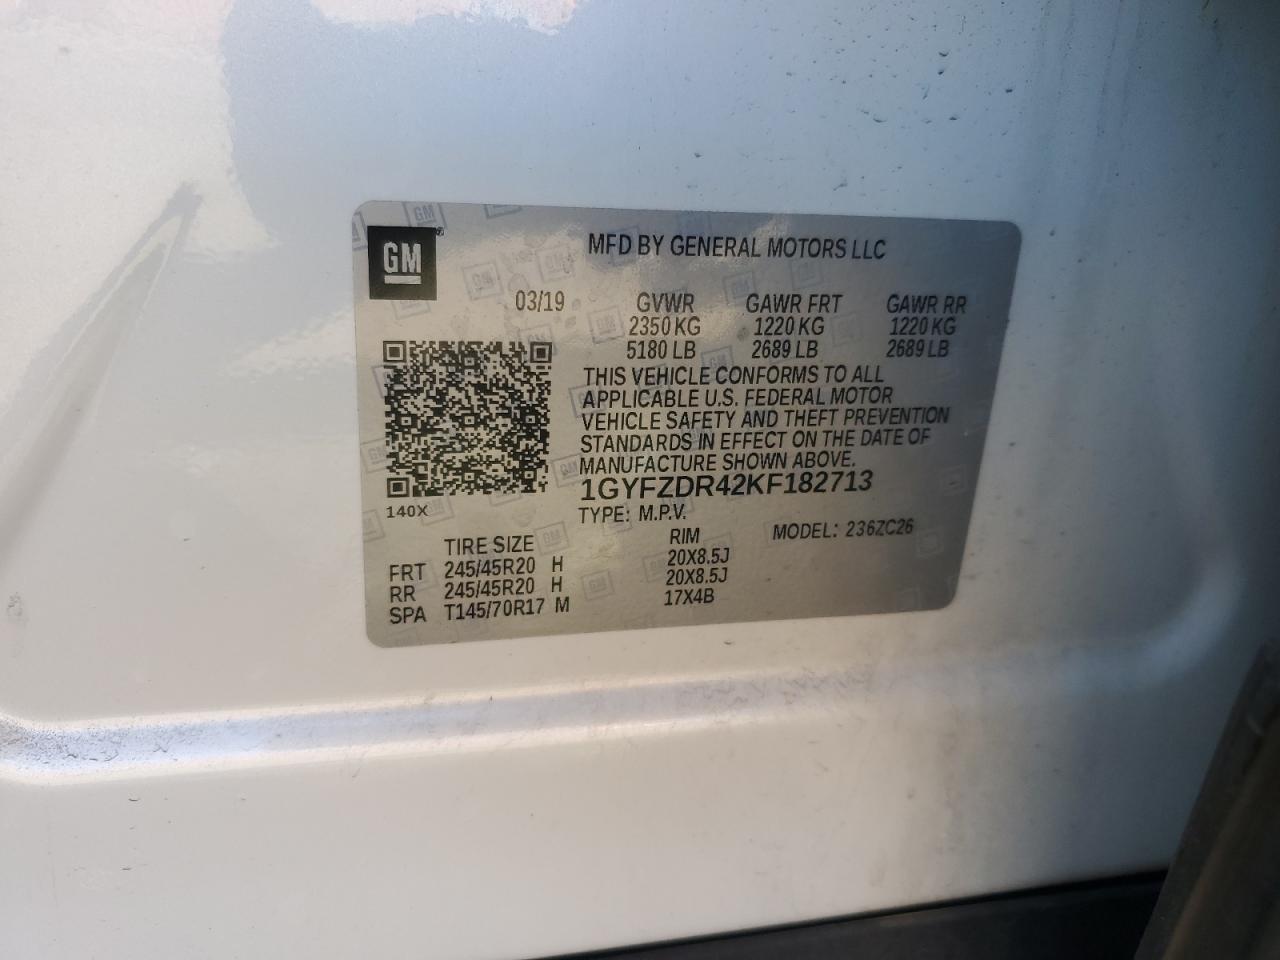 GM
MFD BY GENERAL MOTORS LLC
03/19 GVWR GAWR FRT GAWR RR
2350 KG 1220 KG 1220 KG
5180 LB 2689 LB 2689 LB
THIS VEHICLE CONFORMS TO ALL
APPLICABLE U.S. FEDERAL MOTOR
VEHICLE SAFETY AND THEFT PREVENTION
STANDARDS IN EFFECT ON THE DATE OF
MANUFACTURE SHOWN ABOVE.
1GYFZDR42KF182713
140X
TYPE: M.P.V.
MODEL: 236ZC26
TIRE SIZE RIM
FRT 245/45R20 H 20X8.5J
RR 245/45R20 H 20X8.5J
SPA T145/70R17 M 17X4B